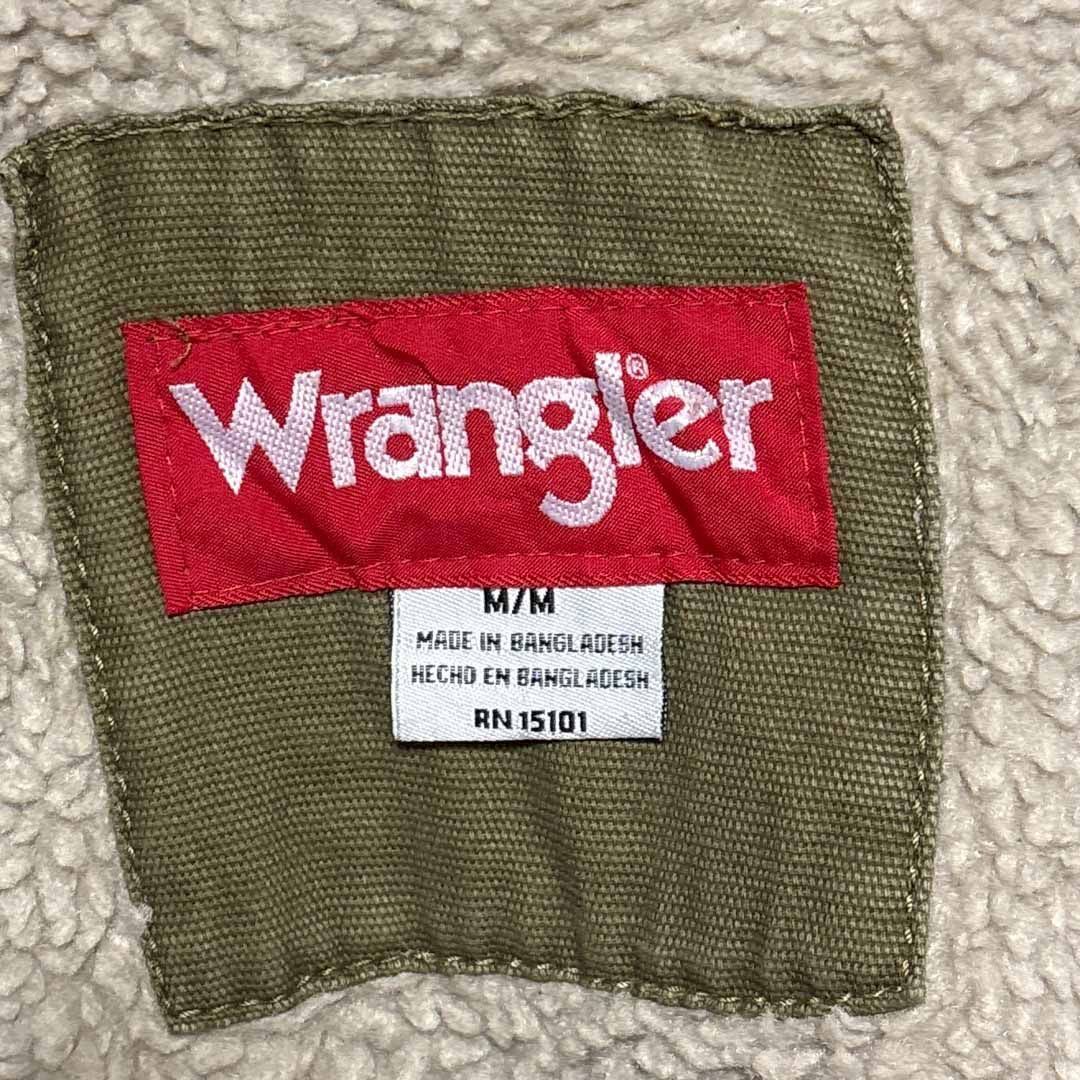 Wrangler®
M/M
MADE IN BANGLADESH
HECHO EN BANGLADESH
RN 15101